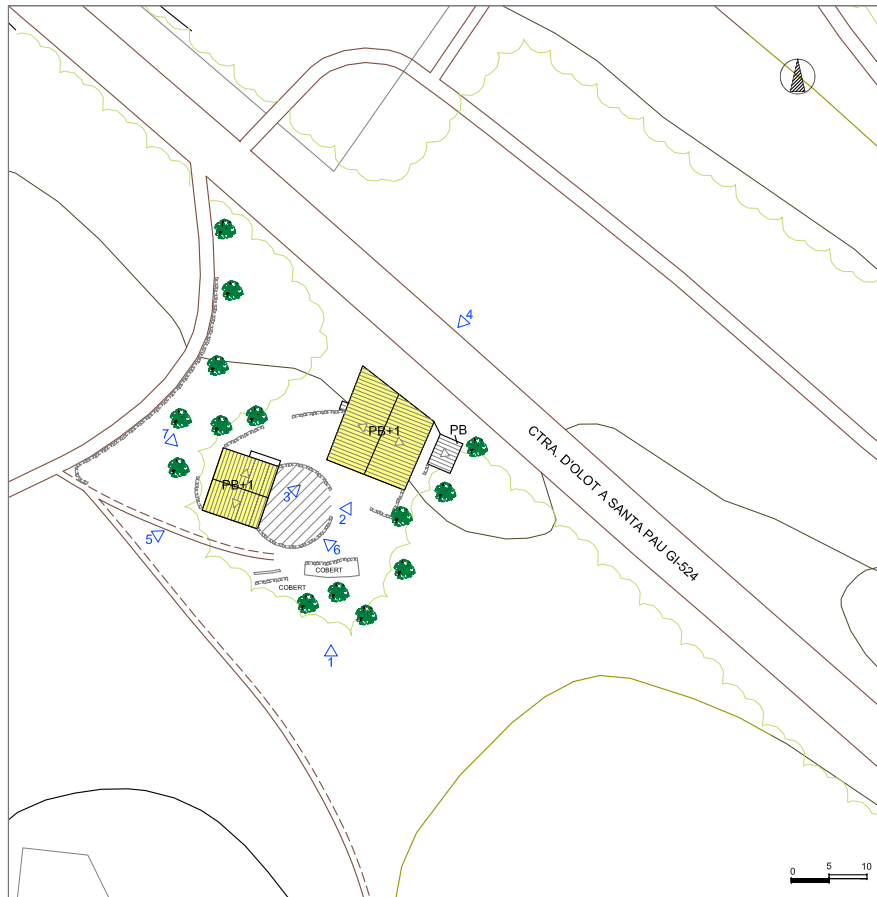 4
PB+1
PB
CTRA. D'OLOT A SANTA PAU GI-524
7
PB+1
3
2
5
6
COBERT
COBERT
1
0 5 10